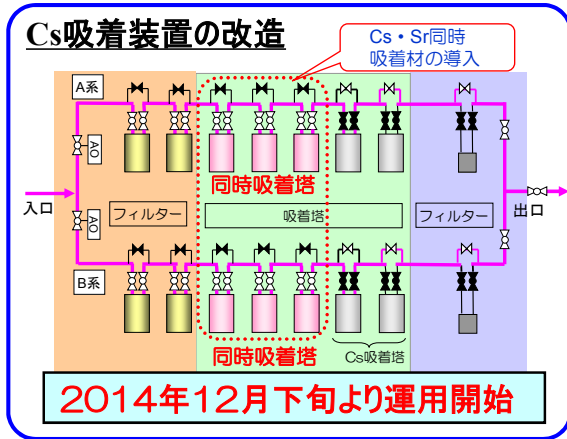 Cs吸着装置の改造
Cs・Sr同時
吸着材の導入
A系
AO
同時吸着塔
入口
フィルター
吸着塔
フィルター
出口
AO
B系
Cs吸着塔
同時吸着塔
2014年12月下旬より運用開始